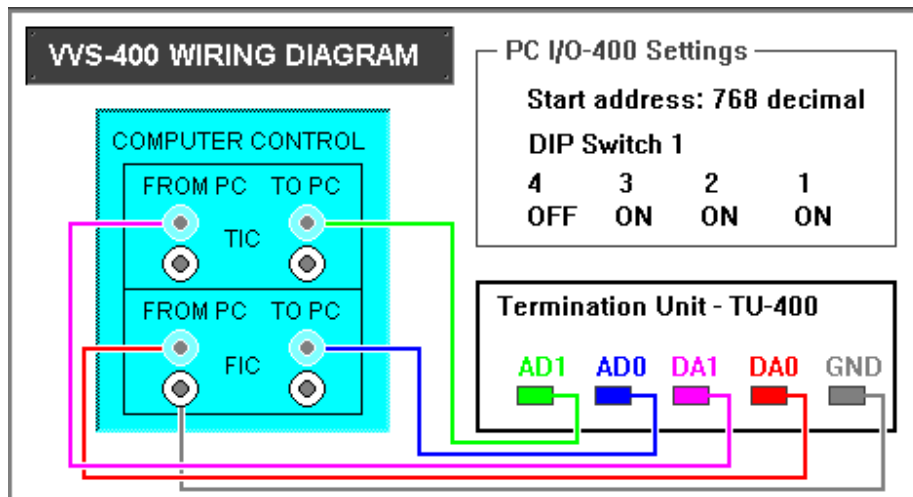 VVS-400 WIRING DIAGRAM
COMPUTER CONTROL
FROM PC TO PC
TIC
FROM PC TO PC
FIC
PC I/O-400 Settings
Start address: 768 decimal
DIP Switch 1
4 3 2 1
OFF ON ON ON
Termination Unit - TU-400
AD1 AD0 DA1 DA0 GND